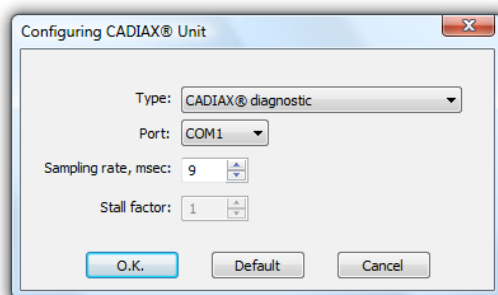 Configuring CADIAX® Unit
Type: CADIAX® diagnostic
Port: COM1
Sampling rate, msec: 9
Stall factor: 1
O.K. Default Cancel